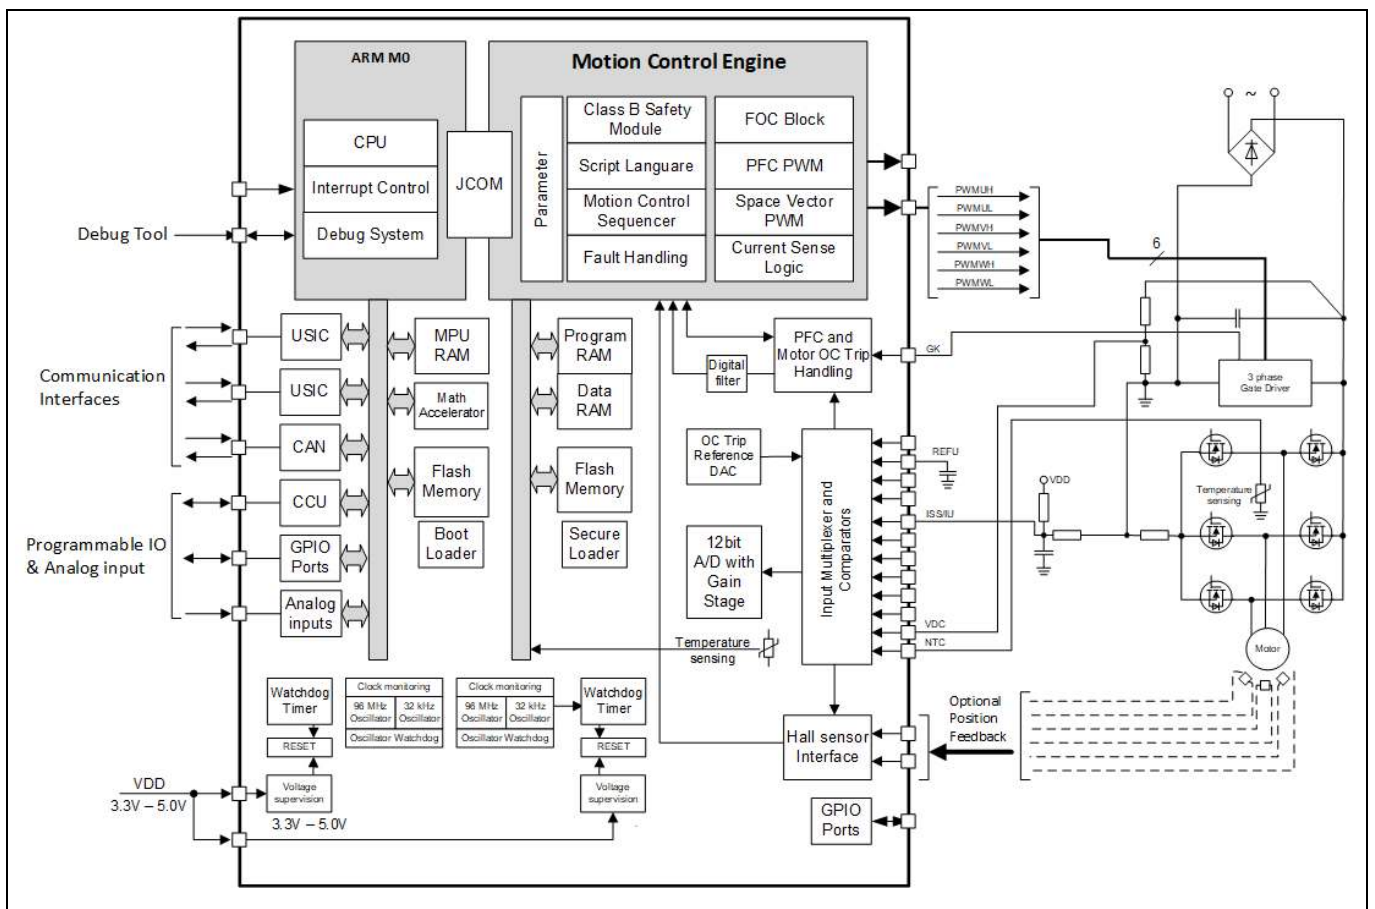 ARM M0
Motion Control Engine
CPU
Interrupt Control
Debug System
JCOM
Parameter
Class B Safety
Module
Script Languare
Motion Control
Sequencer
Fault Handling
FOC Block
PFC PWM
Space Vector
PWM
Current Sense
Logic
~
PWMUH
PWMUL
PWMVH
PWMVL
PWMWH
PWMWL
6
Debug Tool
Communication
Interfaces
Programmable IO
& Analog input
USIC
USIC
CAN
CCU
GPIO
Ports
Analog
inputs
MPU
RAM
Math
Accelerator
Flash
Memory
Boot
Loader
Program
RAM
Data
RAM
Flash
Memory
Secure
Loader
Digital
filter
PFC and
Motor OC Trip
Handling
GK
3 phase
Gate Driver
OC Trip
Reference
DAC
12bit
A/D with
Gain
Stage
Input Multiplexer and
Comparators
REFU
ISS/IU
VDC
NTC
VDD
Temperature
sensing
Motor
Temperature
sensing
Watchdog
Timer
RESET
Voltage
supervision
3.3V – 5.0V
Clock monitoring
96 MHz
Oscillator
32 kHz
Oscillator
Oscillator Watchdog
Clock monitoring
96 MHz
Oscillator
32 kHz
Oscillator
Oscillator Watchdog
Watchdog
Timer
RESET
Voltage
supervision
VDD
3.3V – 5.0V
Hall sensor
Interface
Optional
Position
Feedback
GPIO
Ports